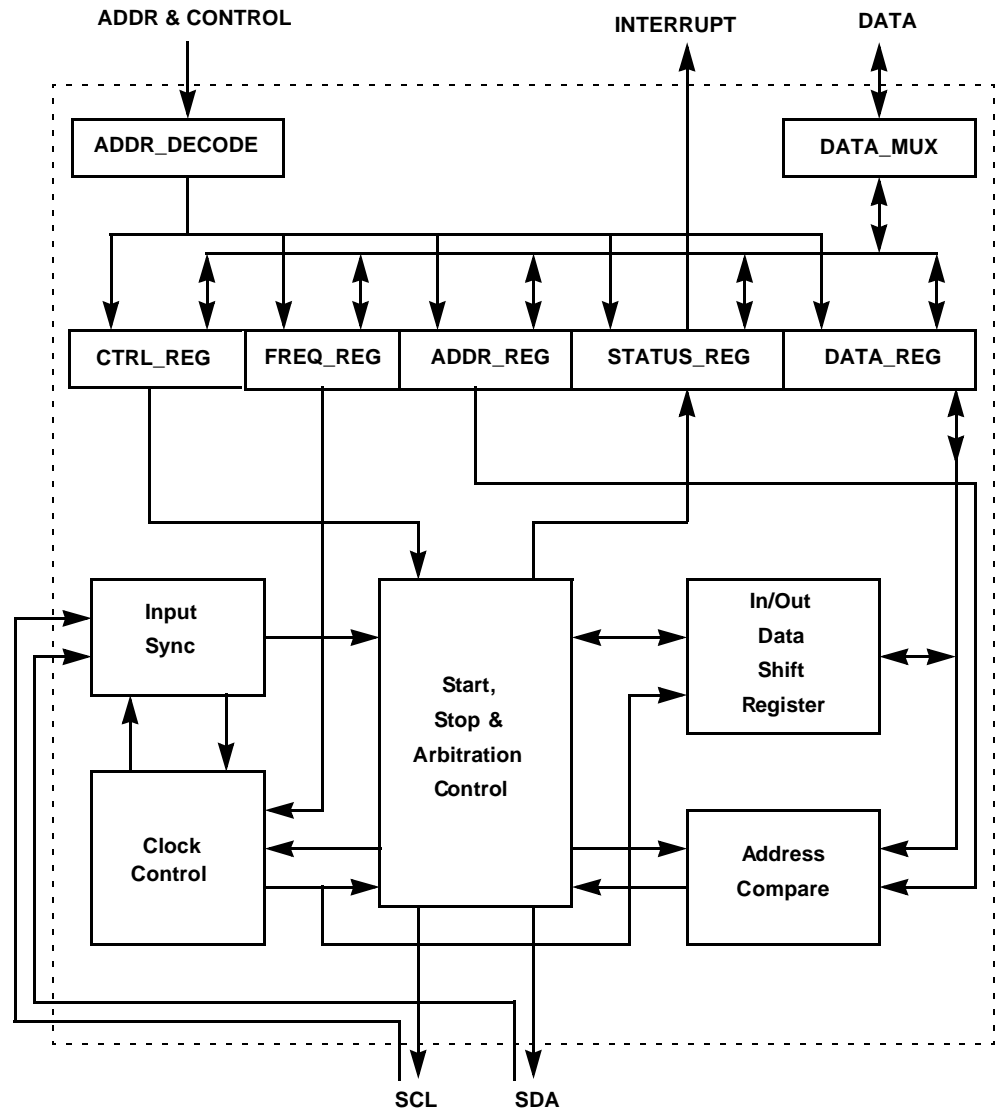 ADDR & CONTROL
INTERRUPT
DATA
ADDR_DECODE
DATA_MUX
CTRL_REG
FREQ_REG
ADDR_REG
STATUS_REG
DATA_REG
Input
Sync
In/Out
Data
Shift
Register
Start,
Stop &
Arbitration
Control
Clock
Control
Address
Compare
SCL
SDA